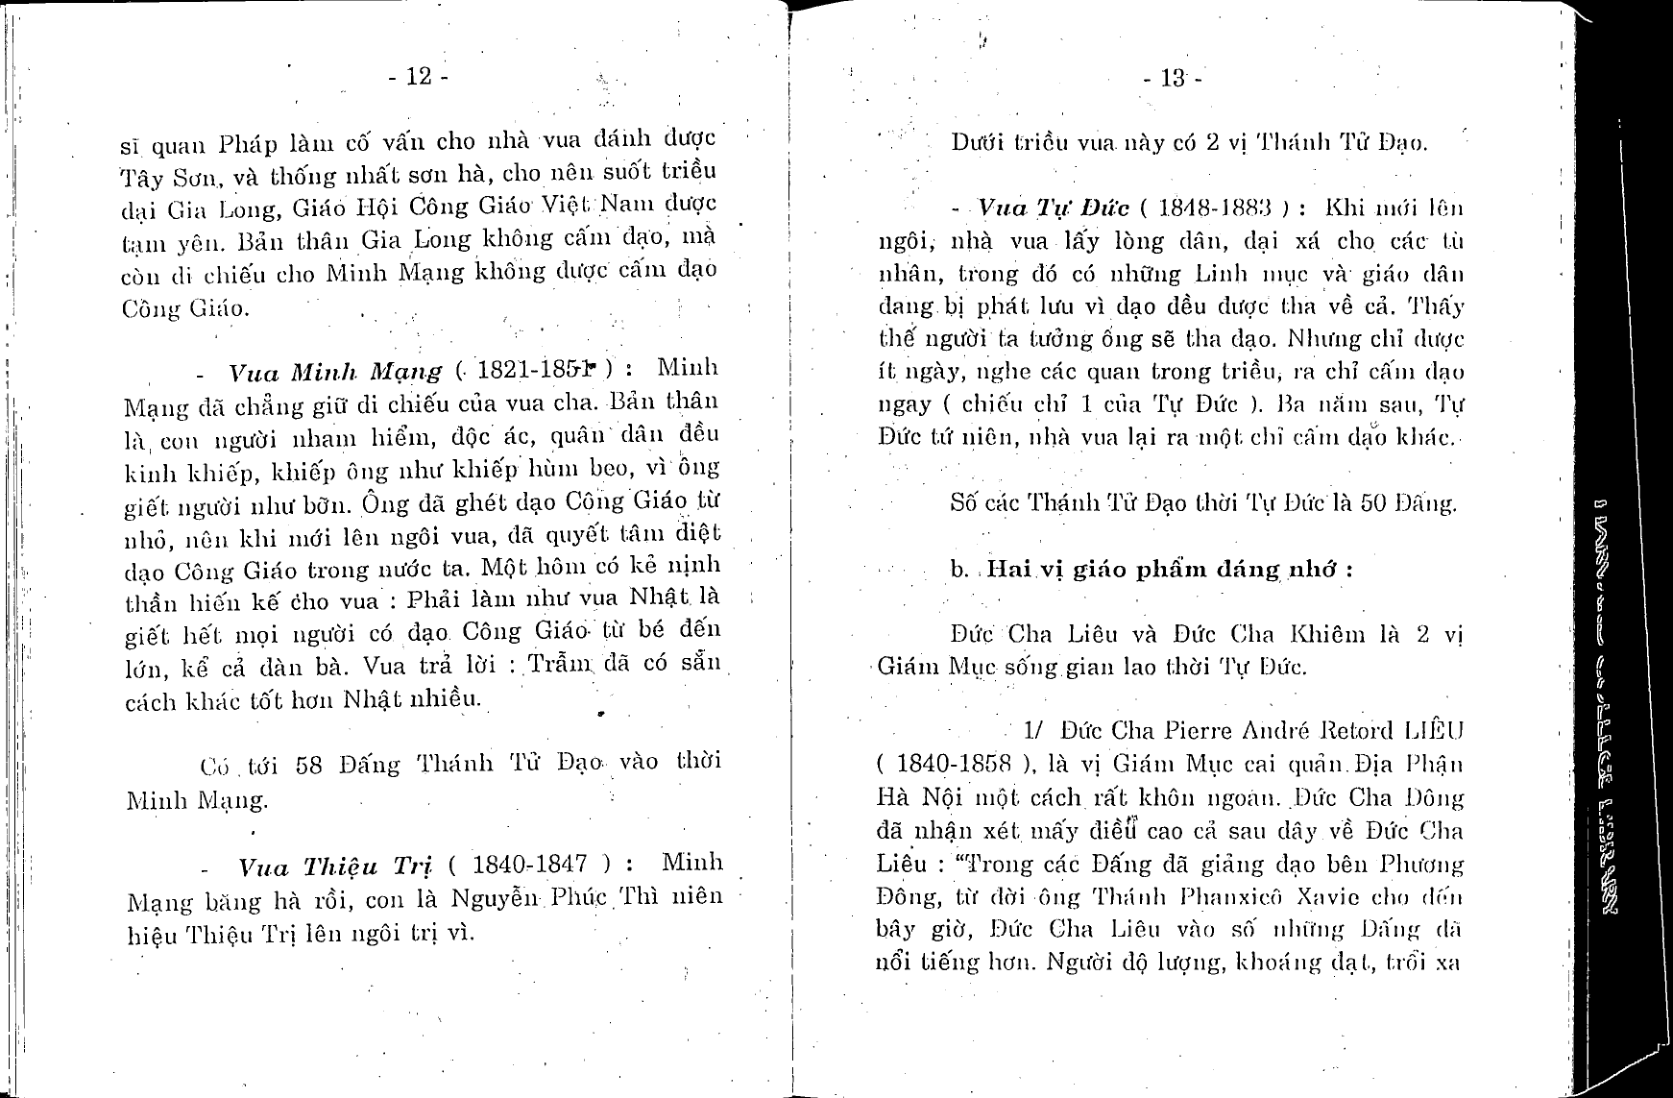 - 12 -
sĩ quan Pháp làm cố vấn cho nhà vua đánh được
Tây Sơn, và thống nhất sơn hà, cho nên suốt triều
đại Gia Long, Giáo Hội Công Giáo Việt Nam được
tạm yên. Bản thân Gia Long không cấm đạo, mà
còn di chiếu cho Minh Mạng không được cấm đạo
Công Giáo.
- Vua Minh Mạng ( 1821-1851 ) : Minh
Mạng đã chẳng giữ di chiếu của vua cha. Bản thân
là con người nham hiểm, độc ác, quân dân đều
kinh khiếp, khiếp ông như khiếp hùm beo, vì ông
giết người như bỡn. Ông đã ghét đạo Công Giáo từ
nhỏ, nên khi mới lên ngôi vua, đã quyết tâm diệt
đạo Công Giáo trong nước ta. Một hôm có kẻ nịnh
thần hiến kế cho vua : Phải làm như vua Nhật là
giết hết mọi người có đạo Công Giáo từ bé đến
lớn, kể cả đàn bà. Vua trả lời : Trẫm đã có sẵn
cách khác tốt hơn Nhật nhiều.
Có tới 58 Đấng Thánh Tử Đạo vào thời
Minh Mạng.
- Vua Thiệu Trị ( 1840-1847 ) : Minh
Mạng băng hà rồi, con là Nguyễn Phúc Thì niên
hiệu Thiệu Trị lên ngôi trị vì.
- 13 -
Dưới triều vua này có 2 vị Thánh Tử Đạo.
- Vua Tự Đức ( 1848-1883 ) : Khi mới lên
ngôi, nhà vua lấy lòng dân, đại xá cho các tù
nhân, trong đó có những Linh mục và giáo dân
đang bị phát lưu vì đạo đều được tha về cả. Thấy
thế người ta tưởng ông sẽ tha đạo. Nhưng chỉ được
ít ngày, nghe các quan trong triều, ra chỉ cấm đạo
ngay ( chiếu chỉ 1 của Tự Đức ). Ba năm sau, Tự
Đức tứ niên, nhà vua lại ra một chỉ cấm đạo khác.
Số các Thánh Tử Đạo thời Tự Đức là 50 Đấng.
b. Hai vị giáo phẩm đáng nhớ :
Đức Cha Liêu và Đức Cha Khiêm là 2 vị
Giám Mục sống gian lao thời Tự Đức.
1/ Đức Cha Pierre André Retord LIÊU
( 1840-1858 ), là vị Giám Mục cai quản Địa Phận
Hà Nội một cách rất khôn ngoan. Đức Cha Đông
đã nhận xét mấy điều cao cả sau đây về Đức Cha
Liêu : “Trong các Đấng đã giảng đạo bên Phương
Đông, từ đời ông Thánh Phanxicô Xavie cho đến
bây giờ, Đức Cha Liêu vào số những Đấng đã
nổi tiếng hơn. Người độ lượng, khoáng đạt, trổi xa